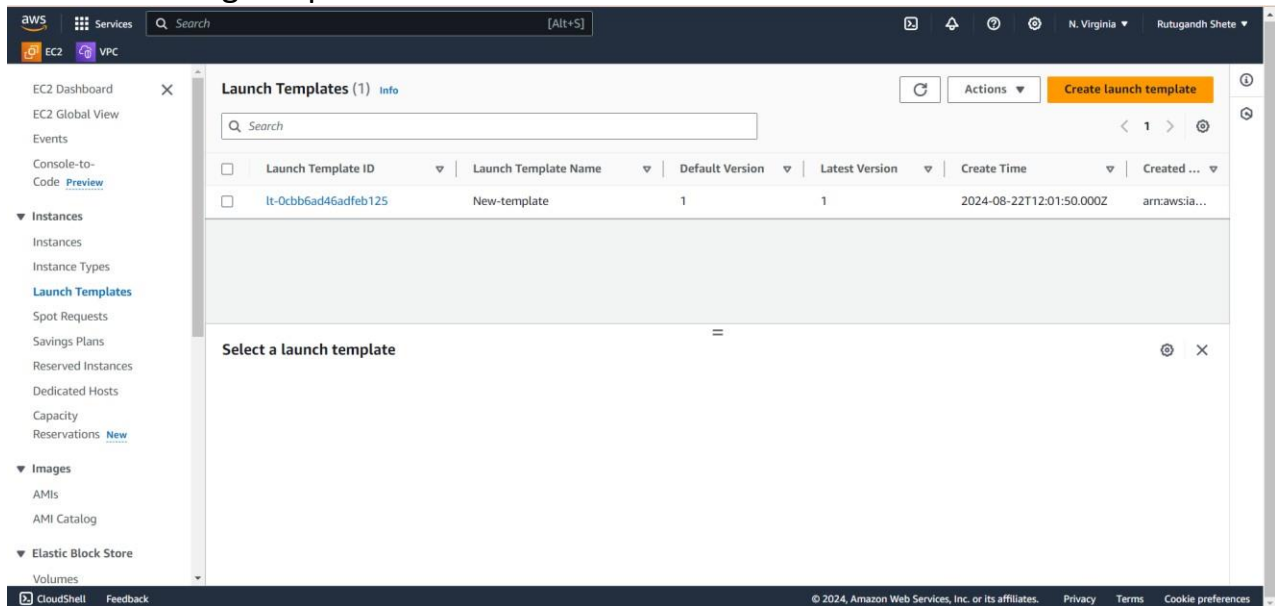 aws Services Search [Alt+S] N. Virginia ▼ Rutugandh Shete ▼
EC2 VPC
EC2 Dashboard
EC2 Global View
Events
Console-to-
Code Preview
Instances
Instances
Instance Types
Launch Templates
Spot Requests
Savings Plans
Reserved Instances
Dedicated Hosts
Capacity
Reservations New
Images
AMIs
AMI Catalog
Elastic Block Store
Volumes
Launch Templates (1) Info
Actions ▼ Create launch template
Search
< 1 >
Launch Template ID Launch Template Name Default Version Latest Version Create Time Created ...
lt-0cbb6ad46adfeb125 New-template 1 1 2024-08-22T12:01:50.000Z arn:aws:ia...
Select a launch template
CloudShell Feedback © 2024, Amazon Web Services, Inc. or its affiliates. Privacy Terms Cookie preferences